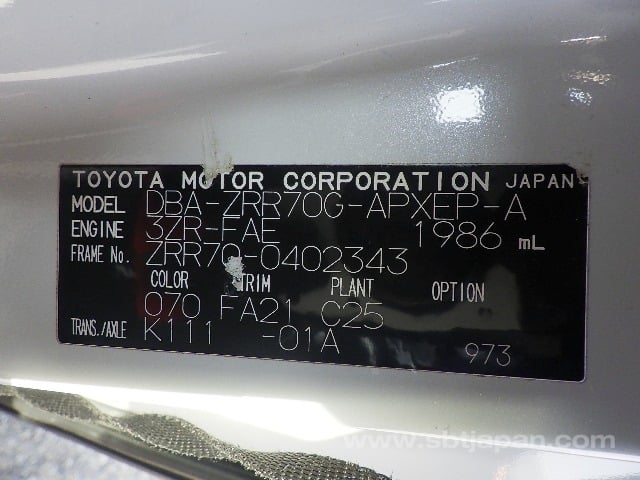 TOYOTA MOTOR CORPORATION JAPAN
MODEL DBA-ZRR70G-APXEP-A
ENGINE 3ZR-FAE 1986 mL
FRAME No. ZRR70-0402343
COLOR TRIM PLANT OPTION
070 FA21 C25
TRANS./AXLE K111 -01A 973
www.sbtjapan.com